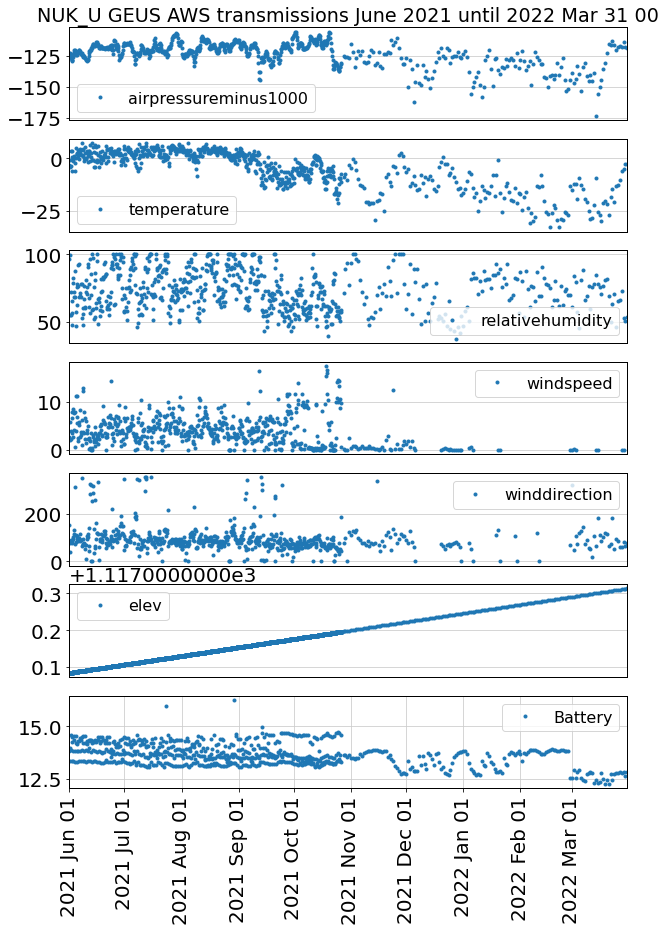 NUK_U GEUS AWS transmissions June 2021 until 2022 Mar 31 00
−125
−150
−175
airpressureminus1000
0
−25
temperature
100
50
relativehumidity
10
0
windspeed
200
0
winddirection
+1.1170000000e3
0.3
0.2
0.1
elev
15.0
12.5
Battery
2021 Jun 01
2021 Jul 01
2021 Aug 01
2021 Sep 01
2021 Oct 01
2021 Nov 01
2021 Dec 01
2022 Jan 01
2022 Feb 01
2022 Mar 01